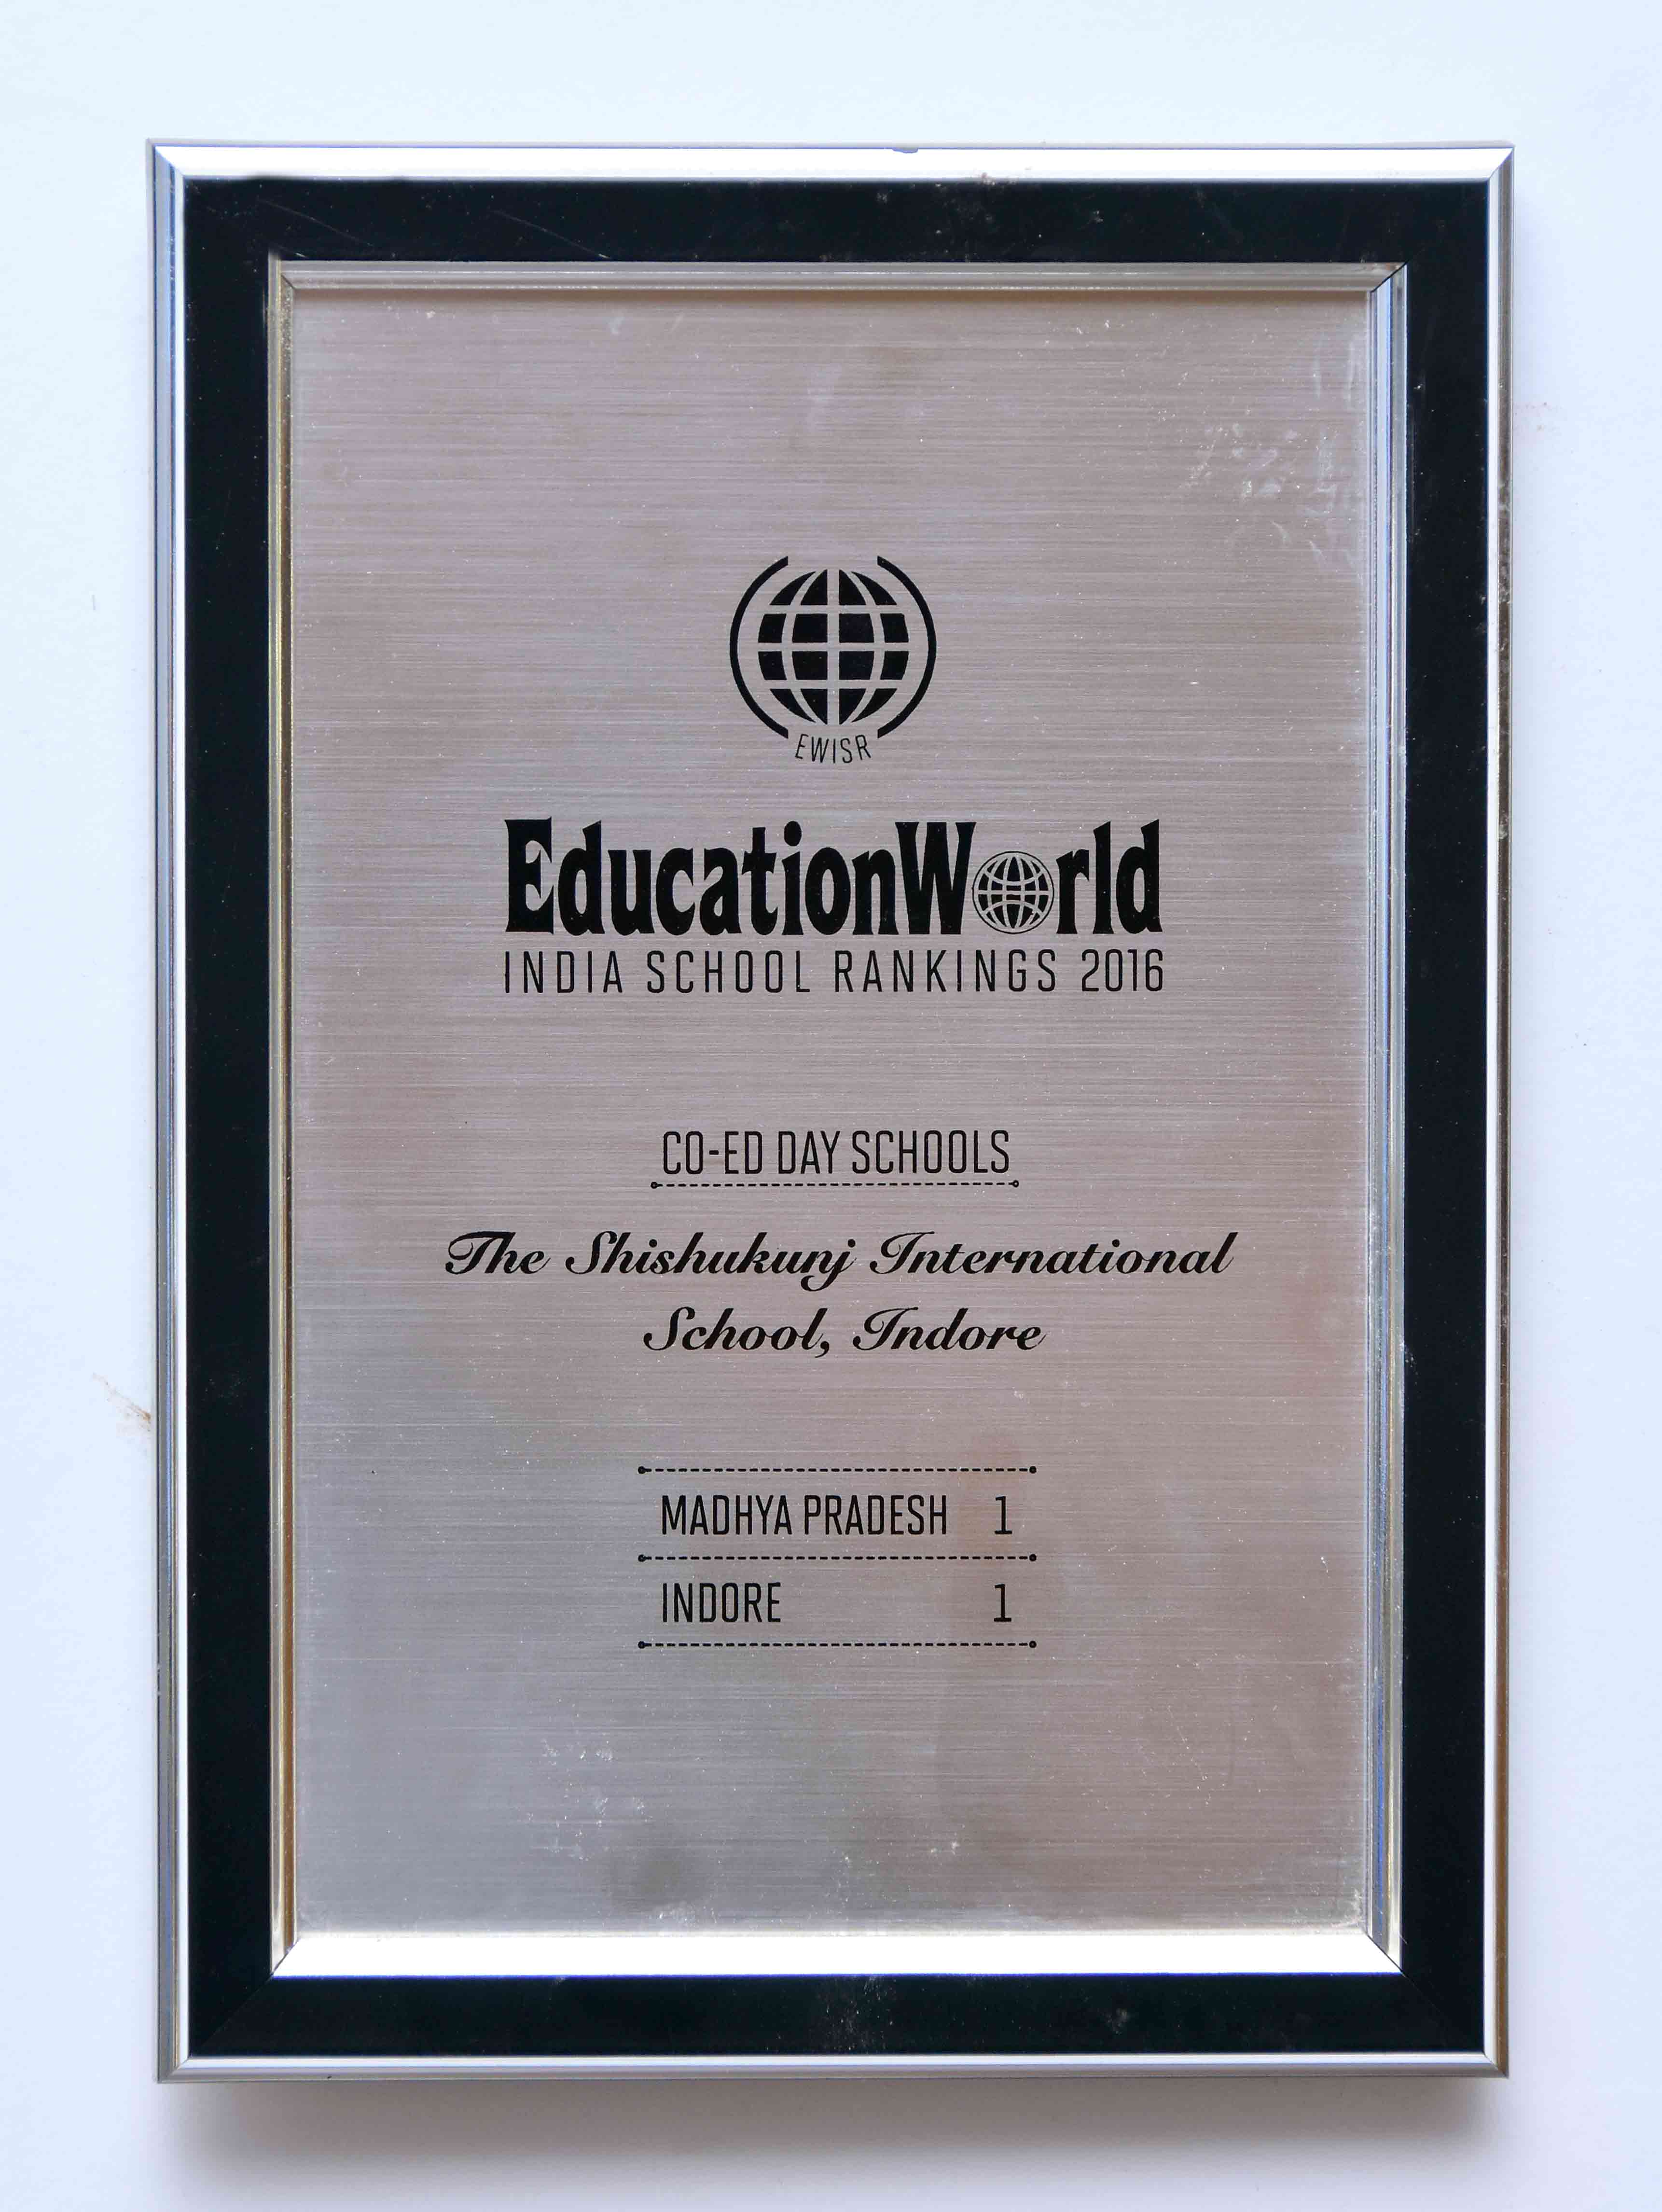 EWISR
EducationWorld
INDIA SCHOOL RANKINGS 2016
CO-ED DAY SCHOOLS
The Shishukunj International
School, Indore
MADHYA PRADESH 1
INDORE 1